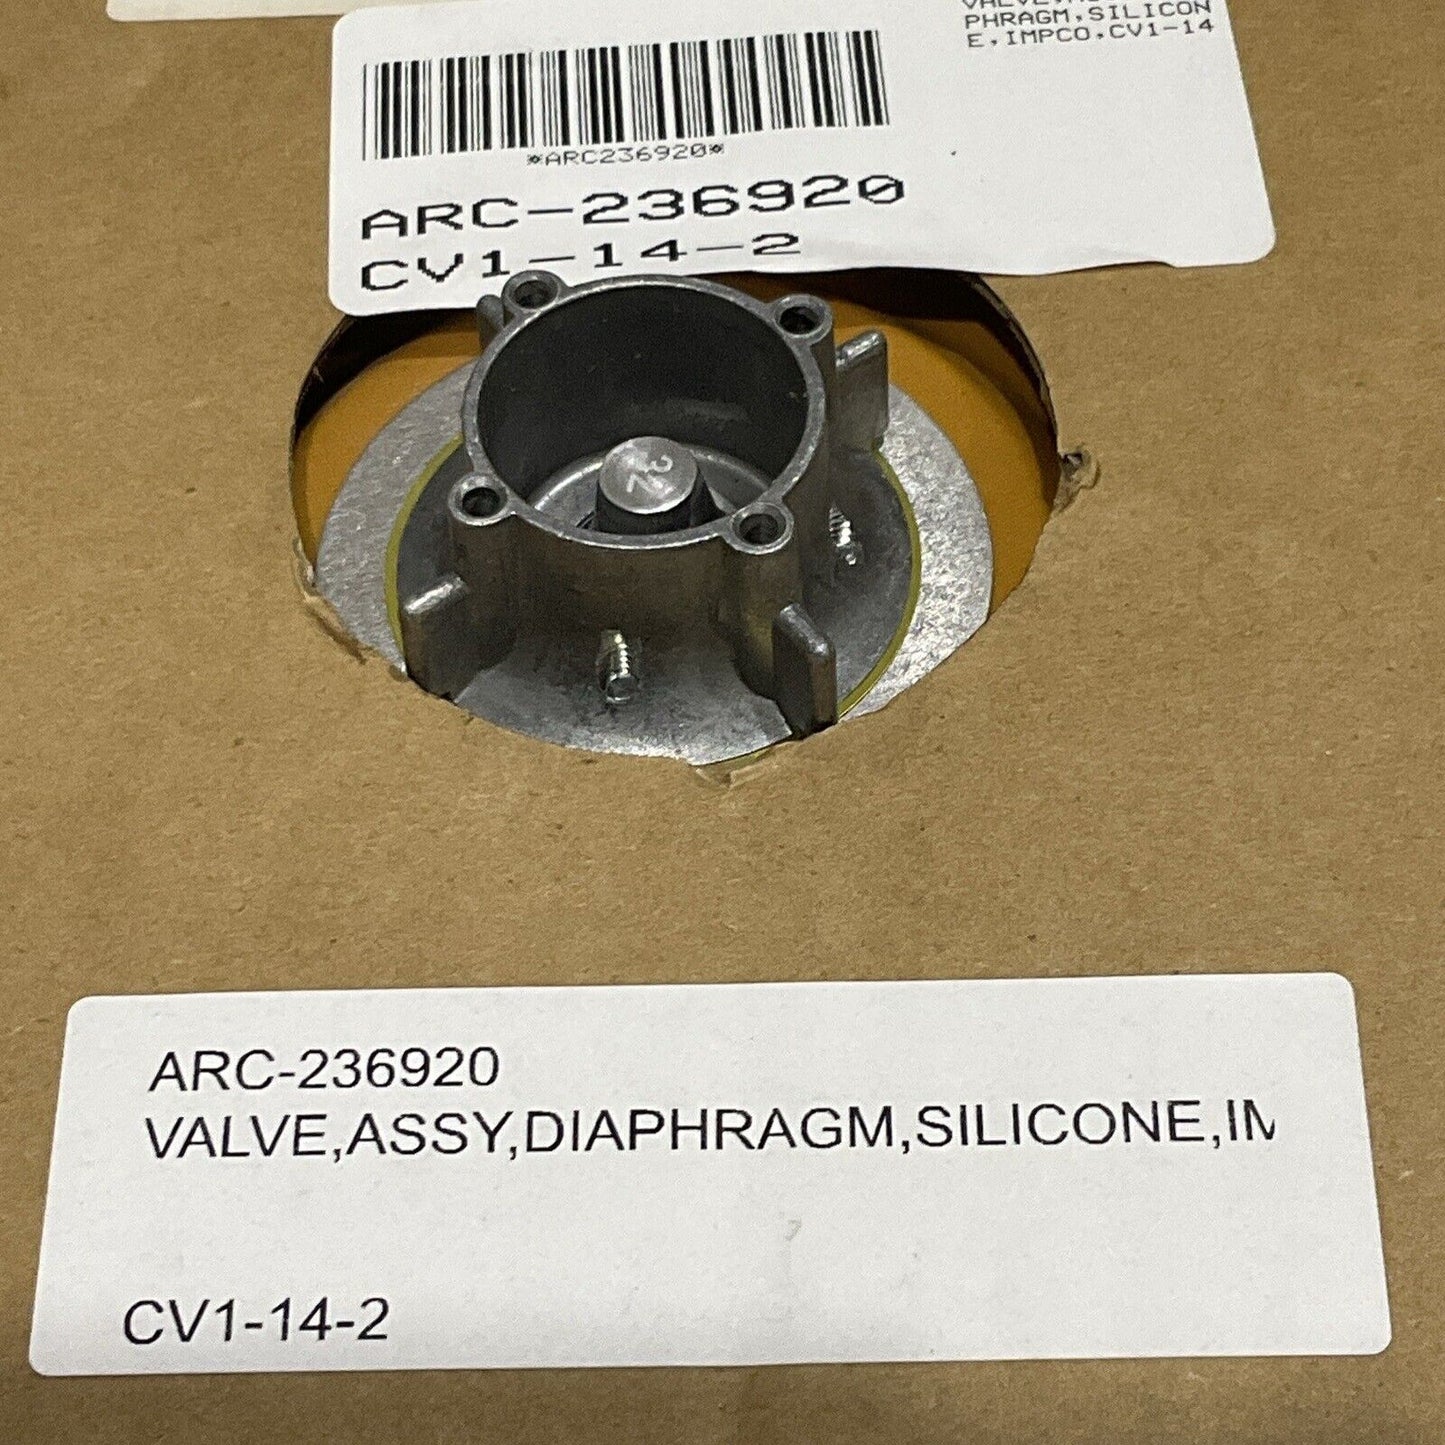 PHRAGM,SILICON
E,IMPCO,CV1-14
*ARC236920*
ARC-236920
CV1-14-2
32
ARC-236920
VALVE,ASSY,DIAPHRAGM,SILICONE,IM
CV1-14-2